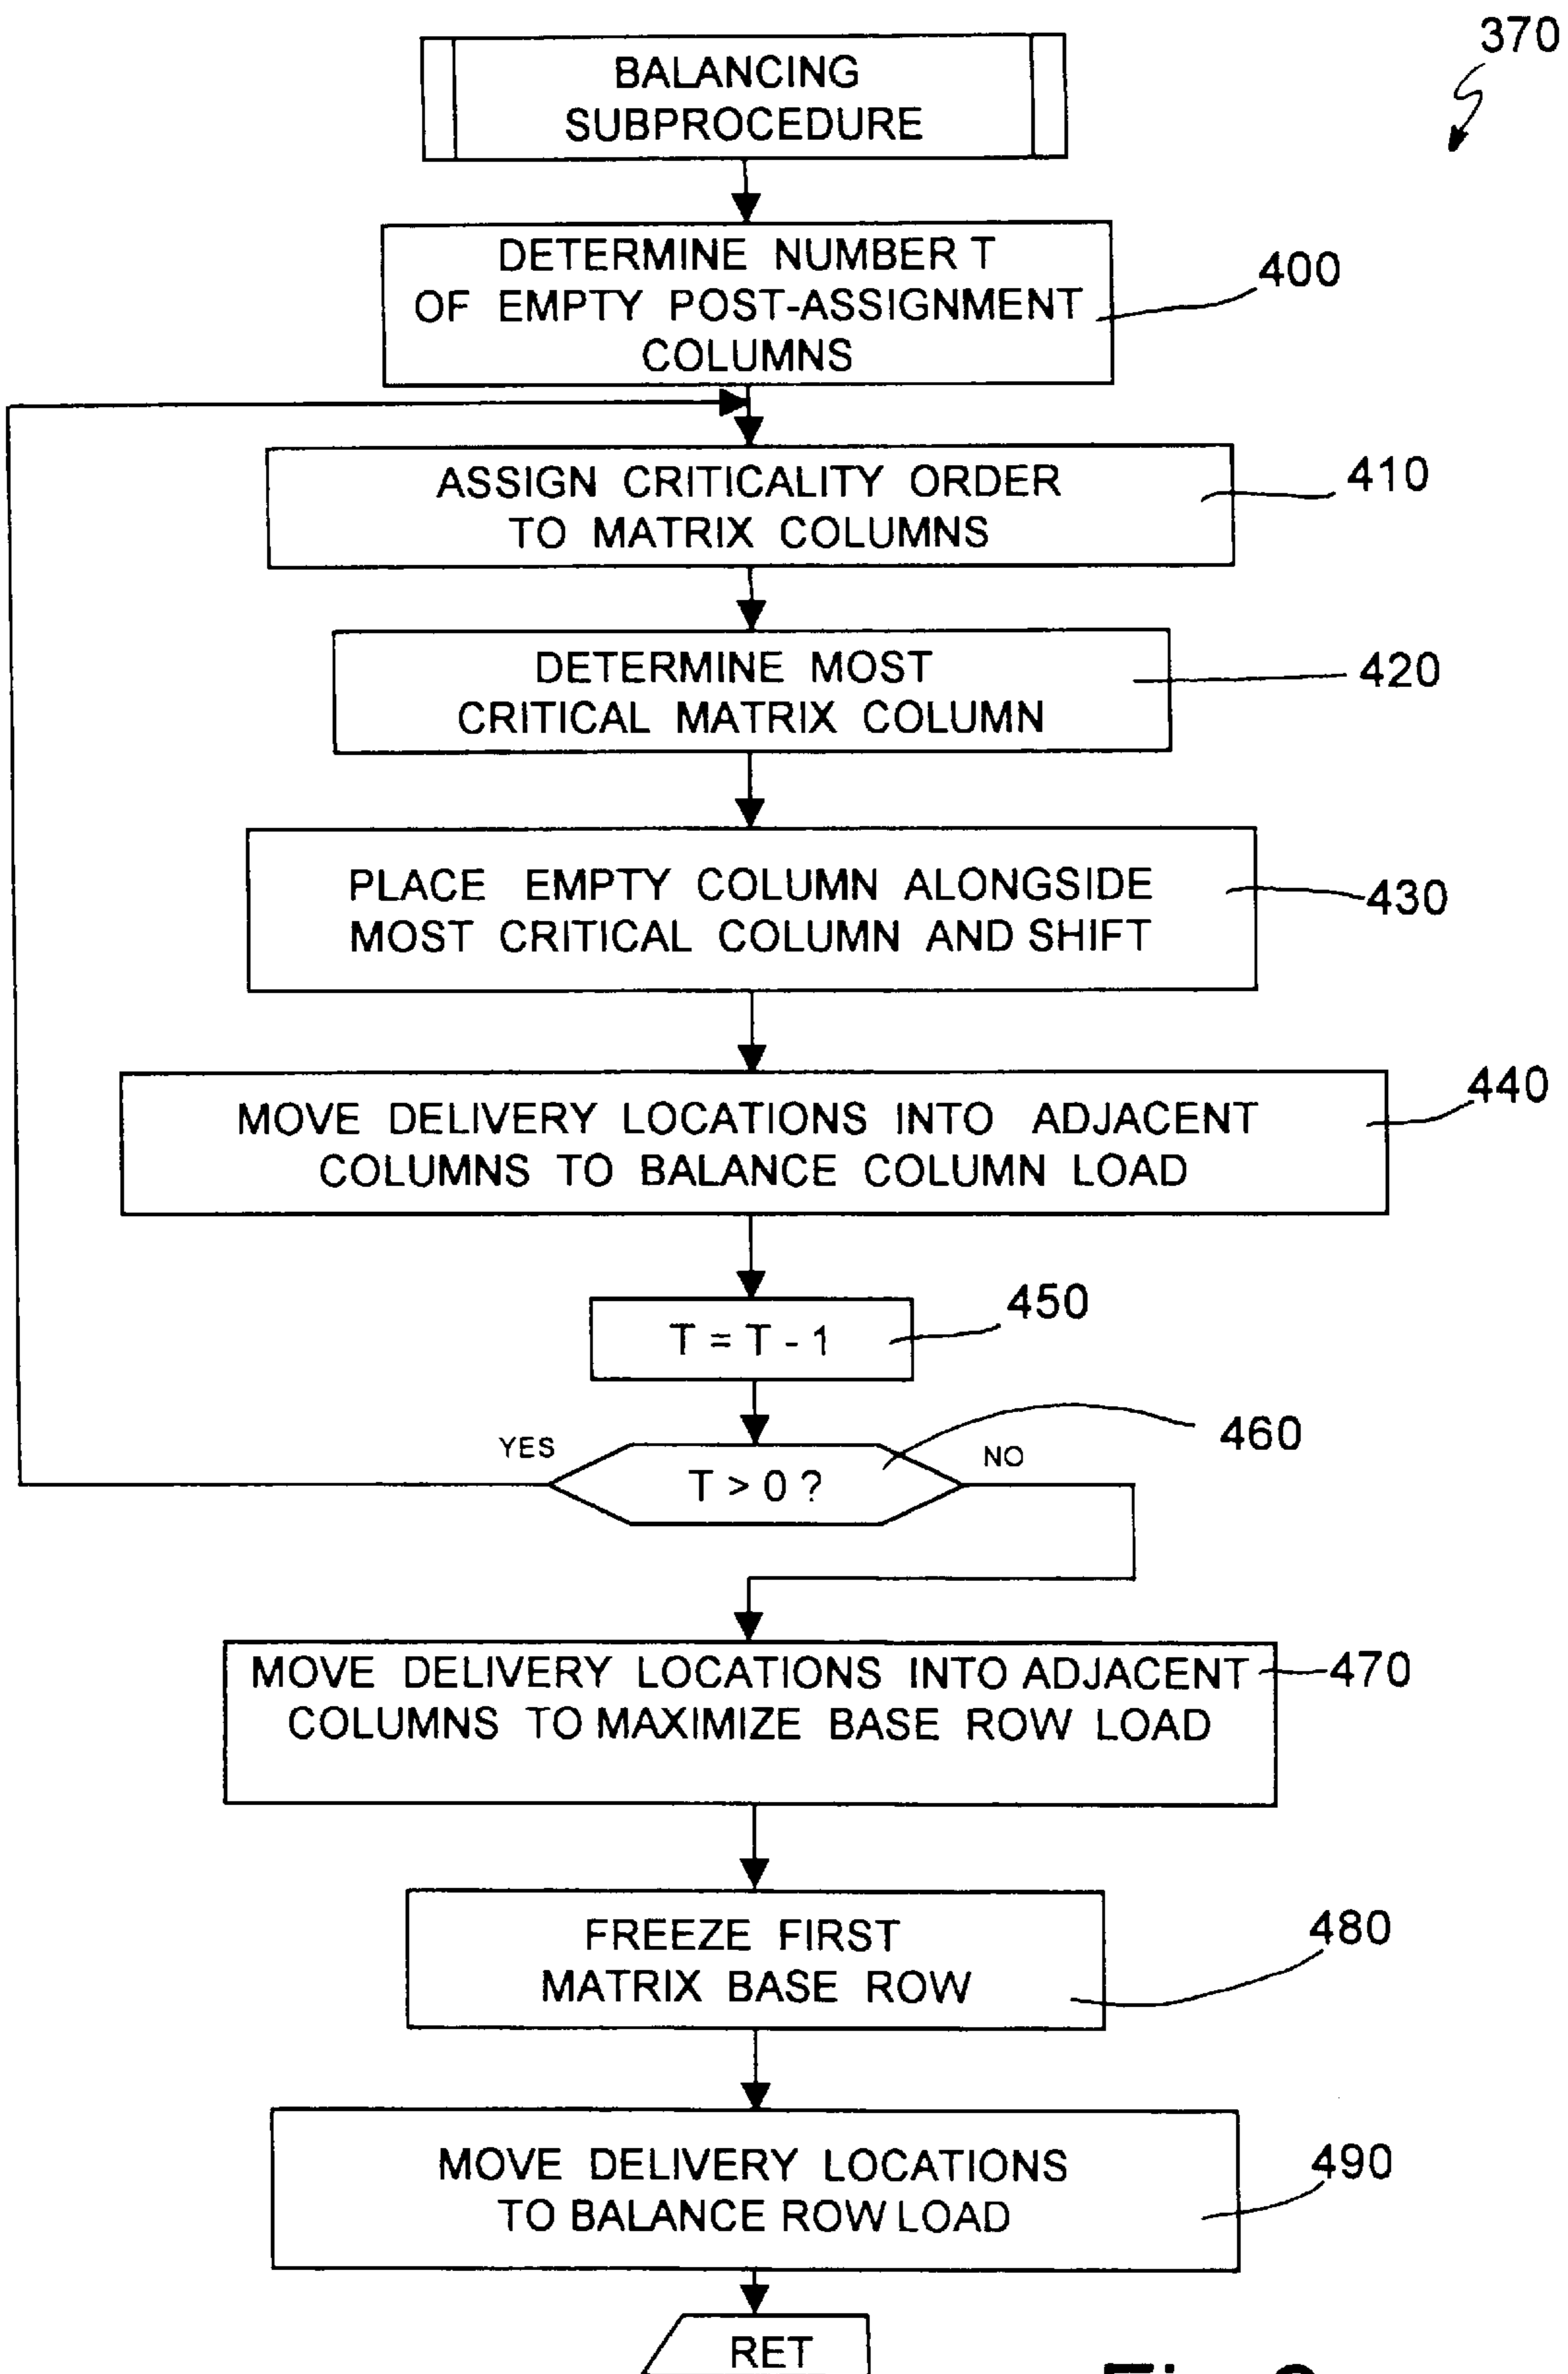 370
BALANCING
SUBPROCEDURE
DETERMINE NUMBER T
OF EMPTY POST-ASSIGNMENT
COLUMNS
400
ASSIGN CRITICALITY ORDER
TO MATRIX COLUMNS
410
DETERMINE MOST
CRITICAL MATRIX COLUMN
420
PLACE EMPTY COLUMN ALONGSIDE
MOST CRITICAL COLUMN AND SHIFT
430
MOVE DELIVERY LOCATIONS INTO ADJACENT
COLUMNS TO BALANCE COLUMN LOAD
440
T = T - 1
450
YES
T > 0 ?
NO
460
MOVE DELIVERY LOCATIONS INTO ADJACENT
COLUMNS TO MAXIMIZE BASE ROW LOAD
470
FREEZE FIRST
MATRIX BASE ROW
480
MOVE DELIVERY LOCATIONS
TO BALANCE ROW LOAD
490
RET